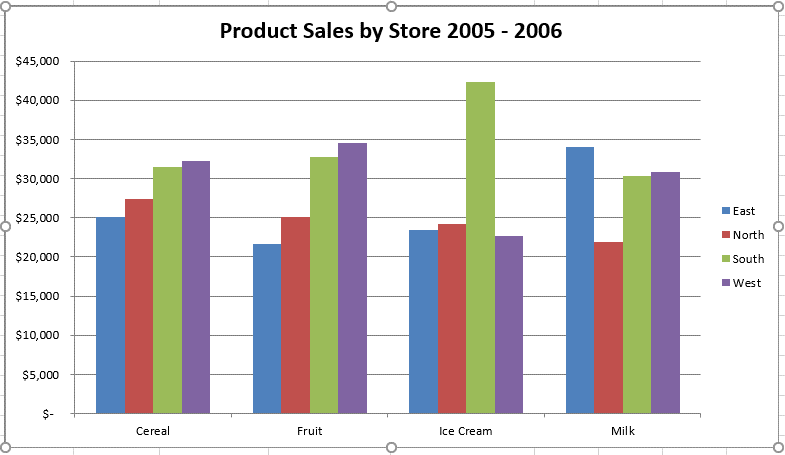 Product Sales by Store 2005 - 2006
$45,000
$40,000
$35,000
$30,000
$25,000
$20,000
$15,000
$10,000
$5,000
$-
Cereal
Fruit
Ice Cream
Milk
East
North
South
West